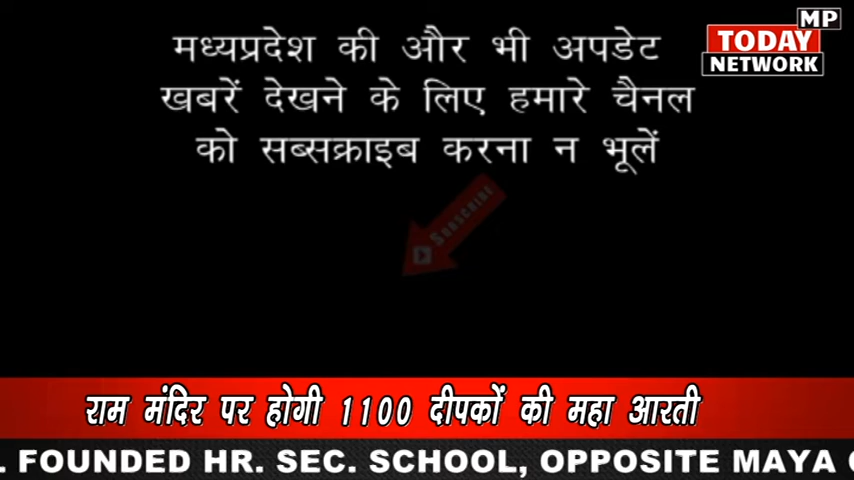 MP
TODAY
NETWORK
मध्यप्रदेश की और भी अपडेट
खबरें देखने के लिए हमारे चैनल
को सब्सक्राइब करना न भूलें
SUBSCRIBE
राम मंदिर पर होगी 1100 दीपकों की महा आरती
. FOUNDED HR. SEC. SCHOOL, OPPOSITE MAYA